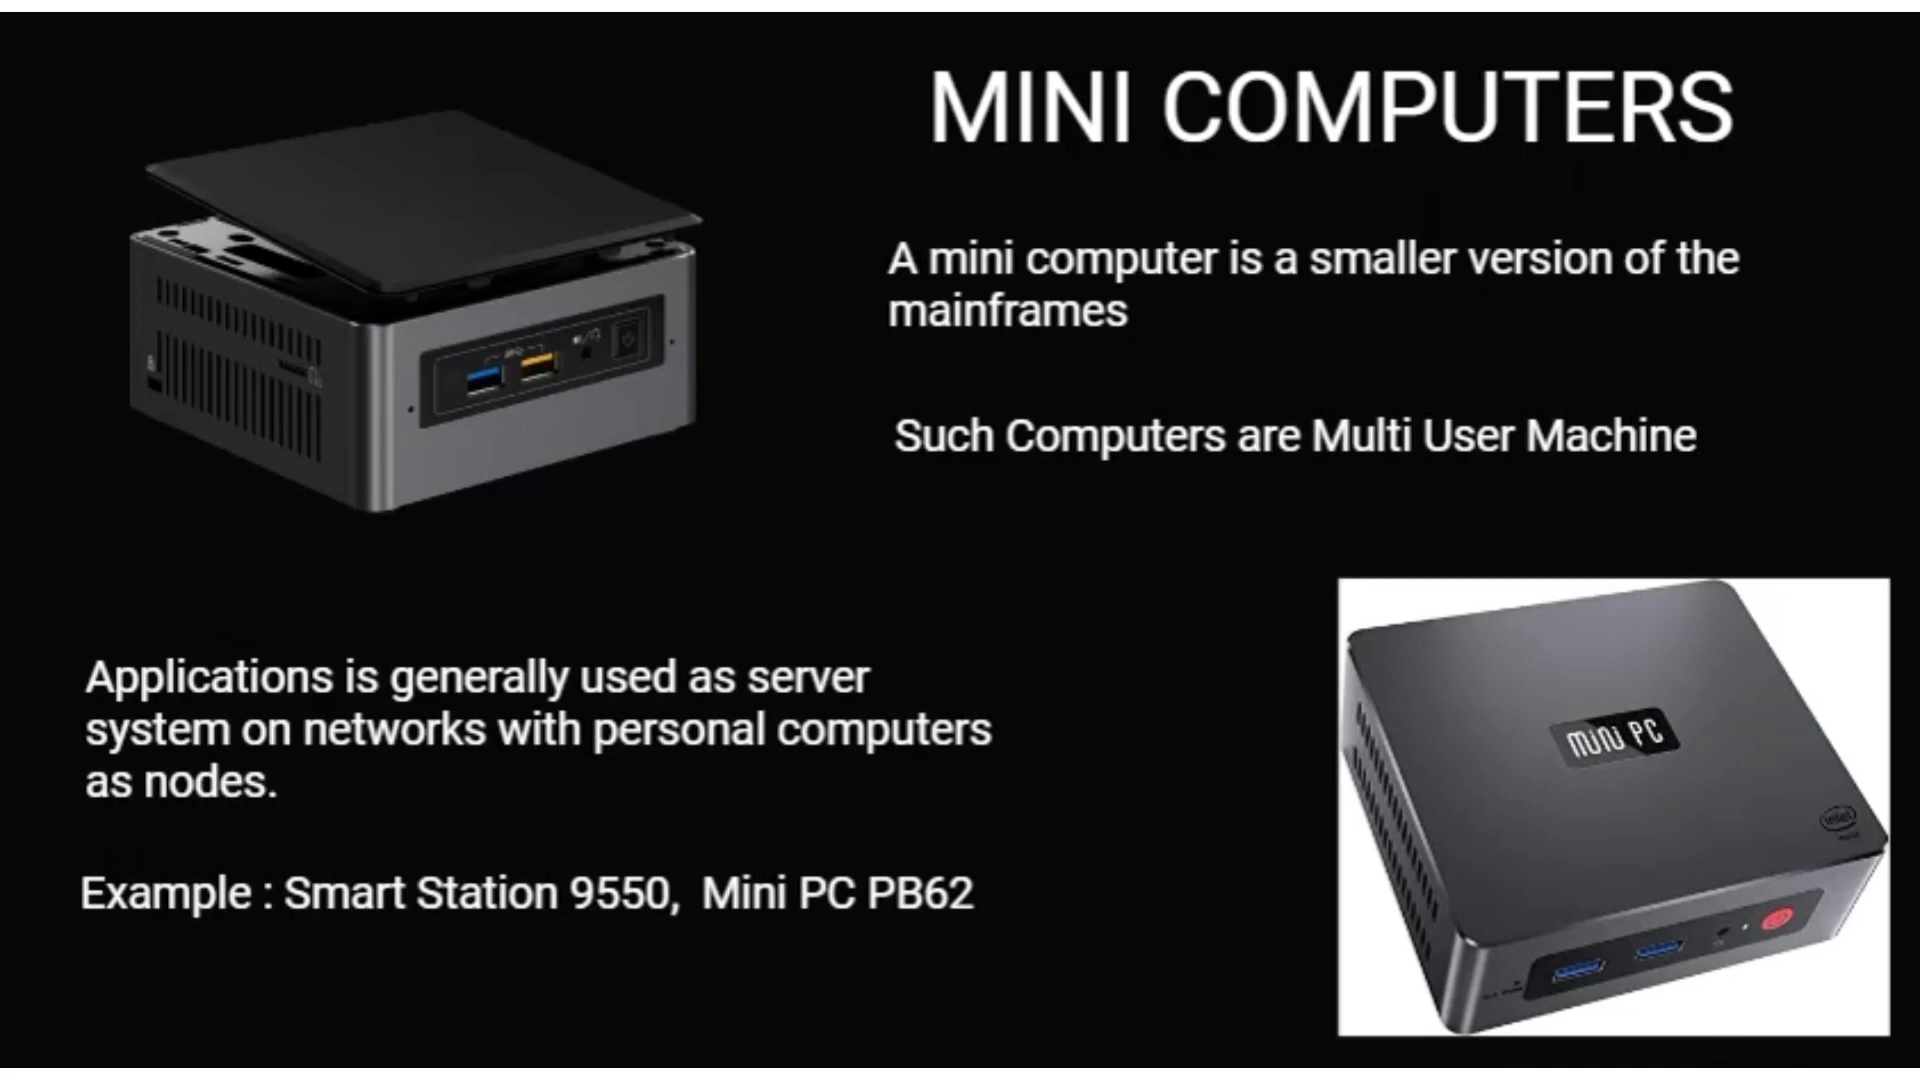 MINI COMPUTERS
A mini computer is a smaller version of the
mainframes
Such Computers are Multi User Machine
Applications is generally used as server
system on networks with personal computers
as nodes.
Example : Smart Station 9550, Mini PC PB62
MINI PC
intel